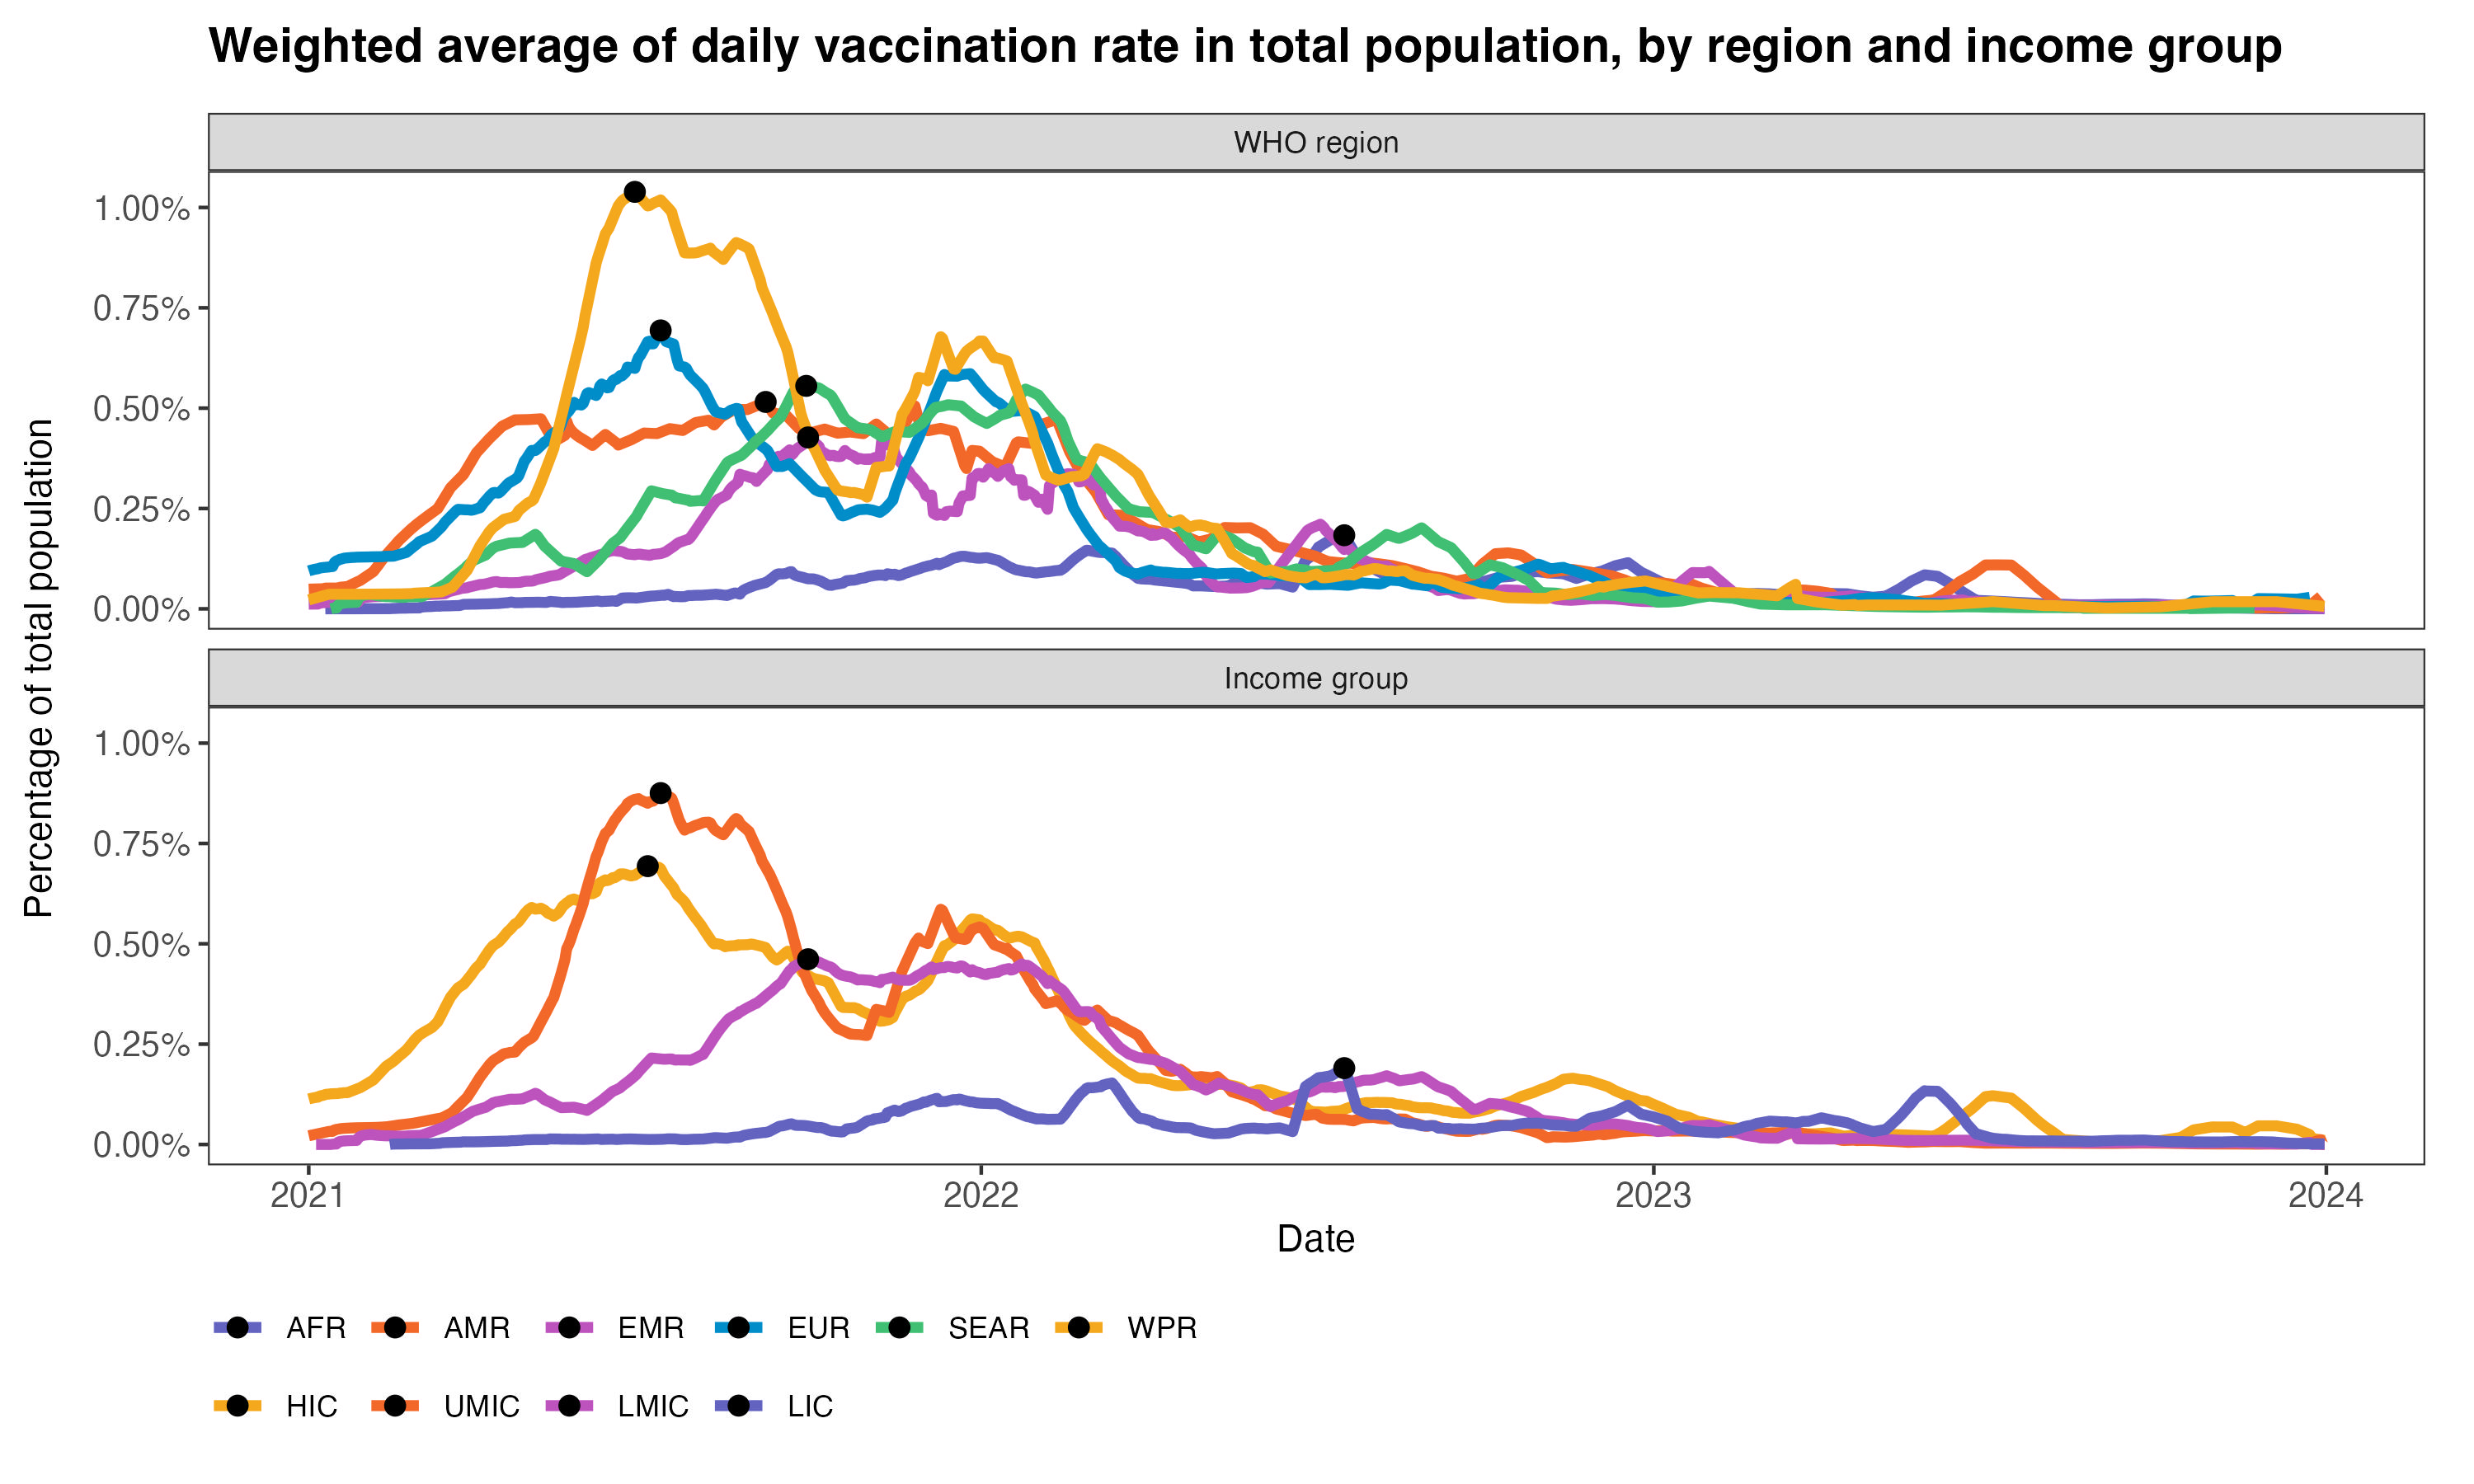 Weighted average of daily vaccination rate in total population, by region and income group
WHO region
1.00%
0.75%
0.50%
0.25%
0.00%
Percentage of total population
Income group
1.00%
0.75%
0.50%
0.25%
0.00%
2021 2022 2023 2024
Date
AFR AMR EMR EUR SEAR WPR
HIC UMIC LMIC LIC